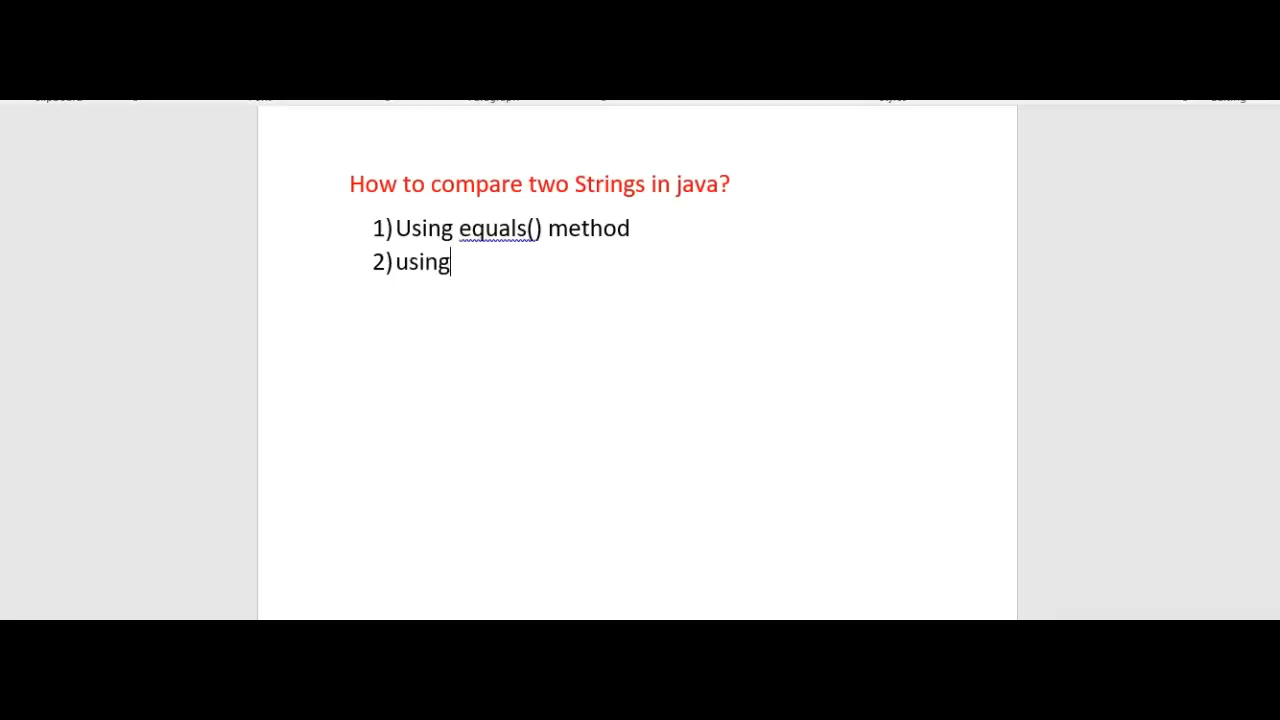 How to compare two Strings in java?
1) Using equals() method
2) using